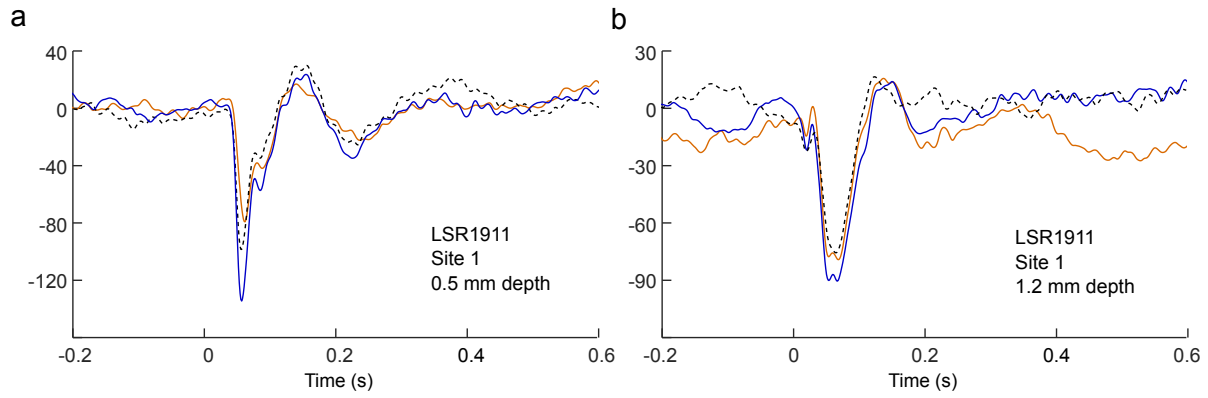 a
40
0
-40
-80
-120
-0.2 0 0.2 0.4 0.6
Time (s)
LSR1911
Site 1
0.5 mm depth
b
30
0
-30
-60
-90
-0.2 0 0.2 0.4 0.6
Time (s)
LSR1911
Site 1
1.2 mm depth